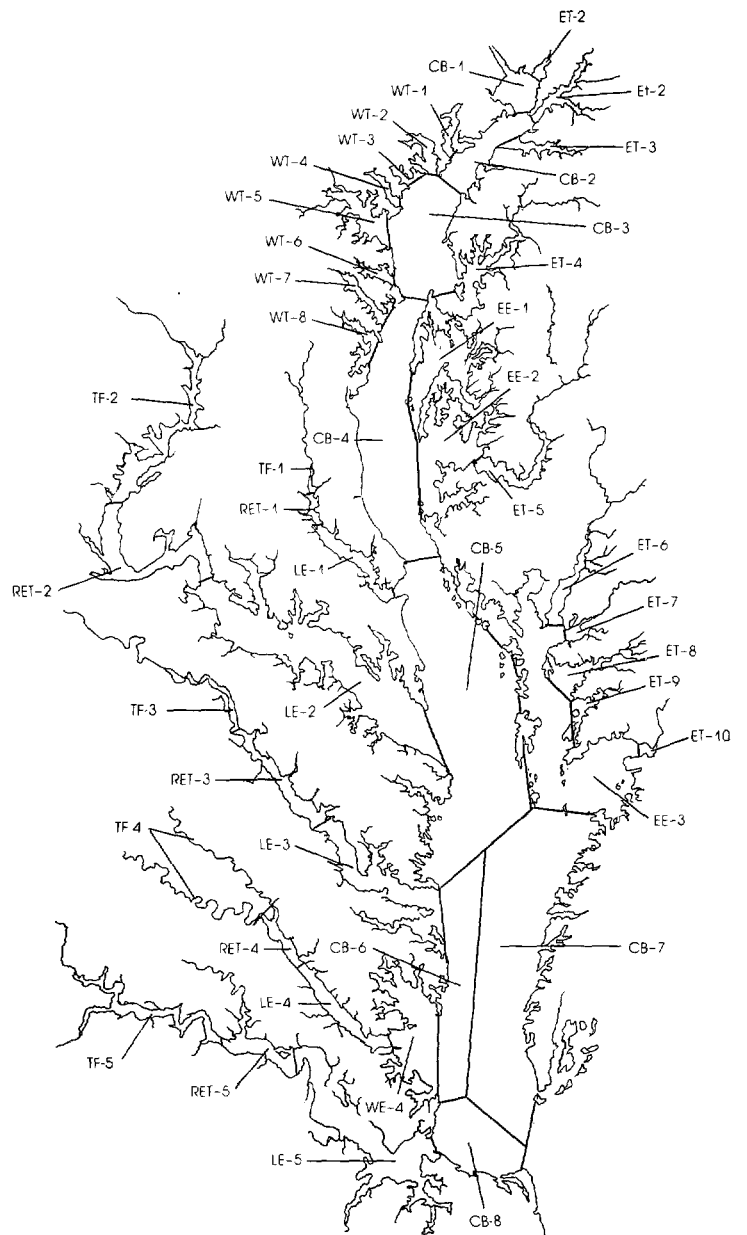 ET-2
CB-1
WT-1
Et-2
WT-2
WT-3
ET-3
WT-4
CB-2
WT-5
CB-3
WT-6
ET-4
WT-7
EE-1
WT-8
EE-2
TF-2
CB-4
TF-1
RET-1
ET-5
CB-5
LE-1
ET-6
RET-2
ET-7
ET-8
LE-2
ET-9
TF-3
ET-10
RET-3
EE-3
TF-4
LE-3
RET-4
CB-6
CB-7
LE-4
TF-5
RET-5
WE-4
LE-5
CB-8